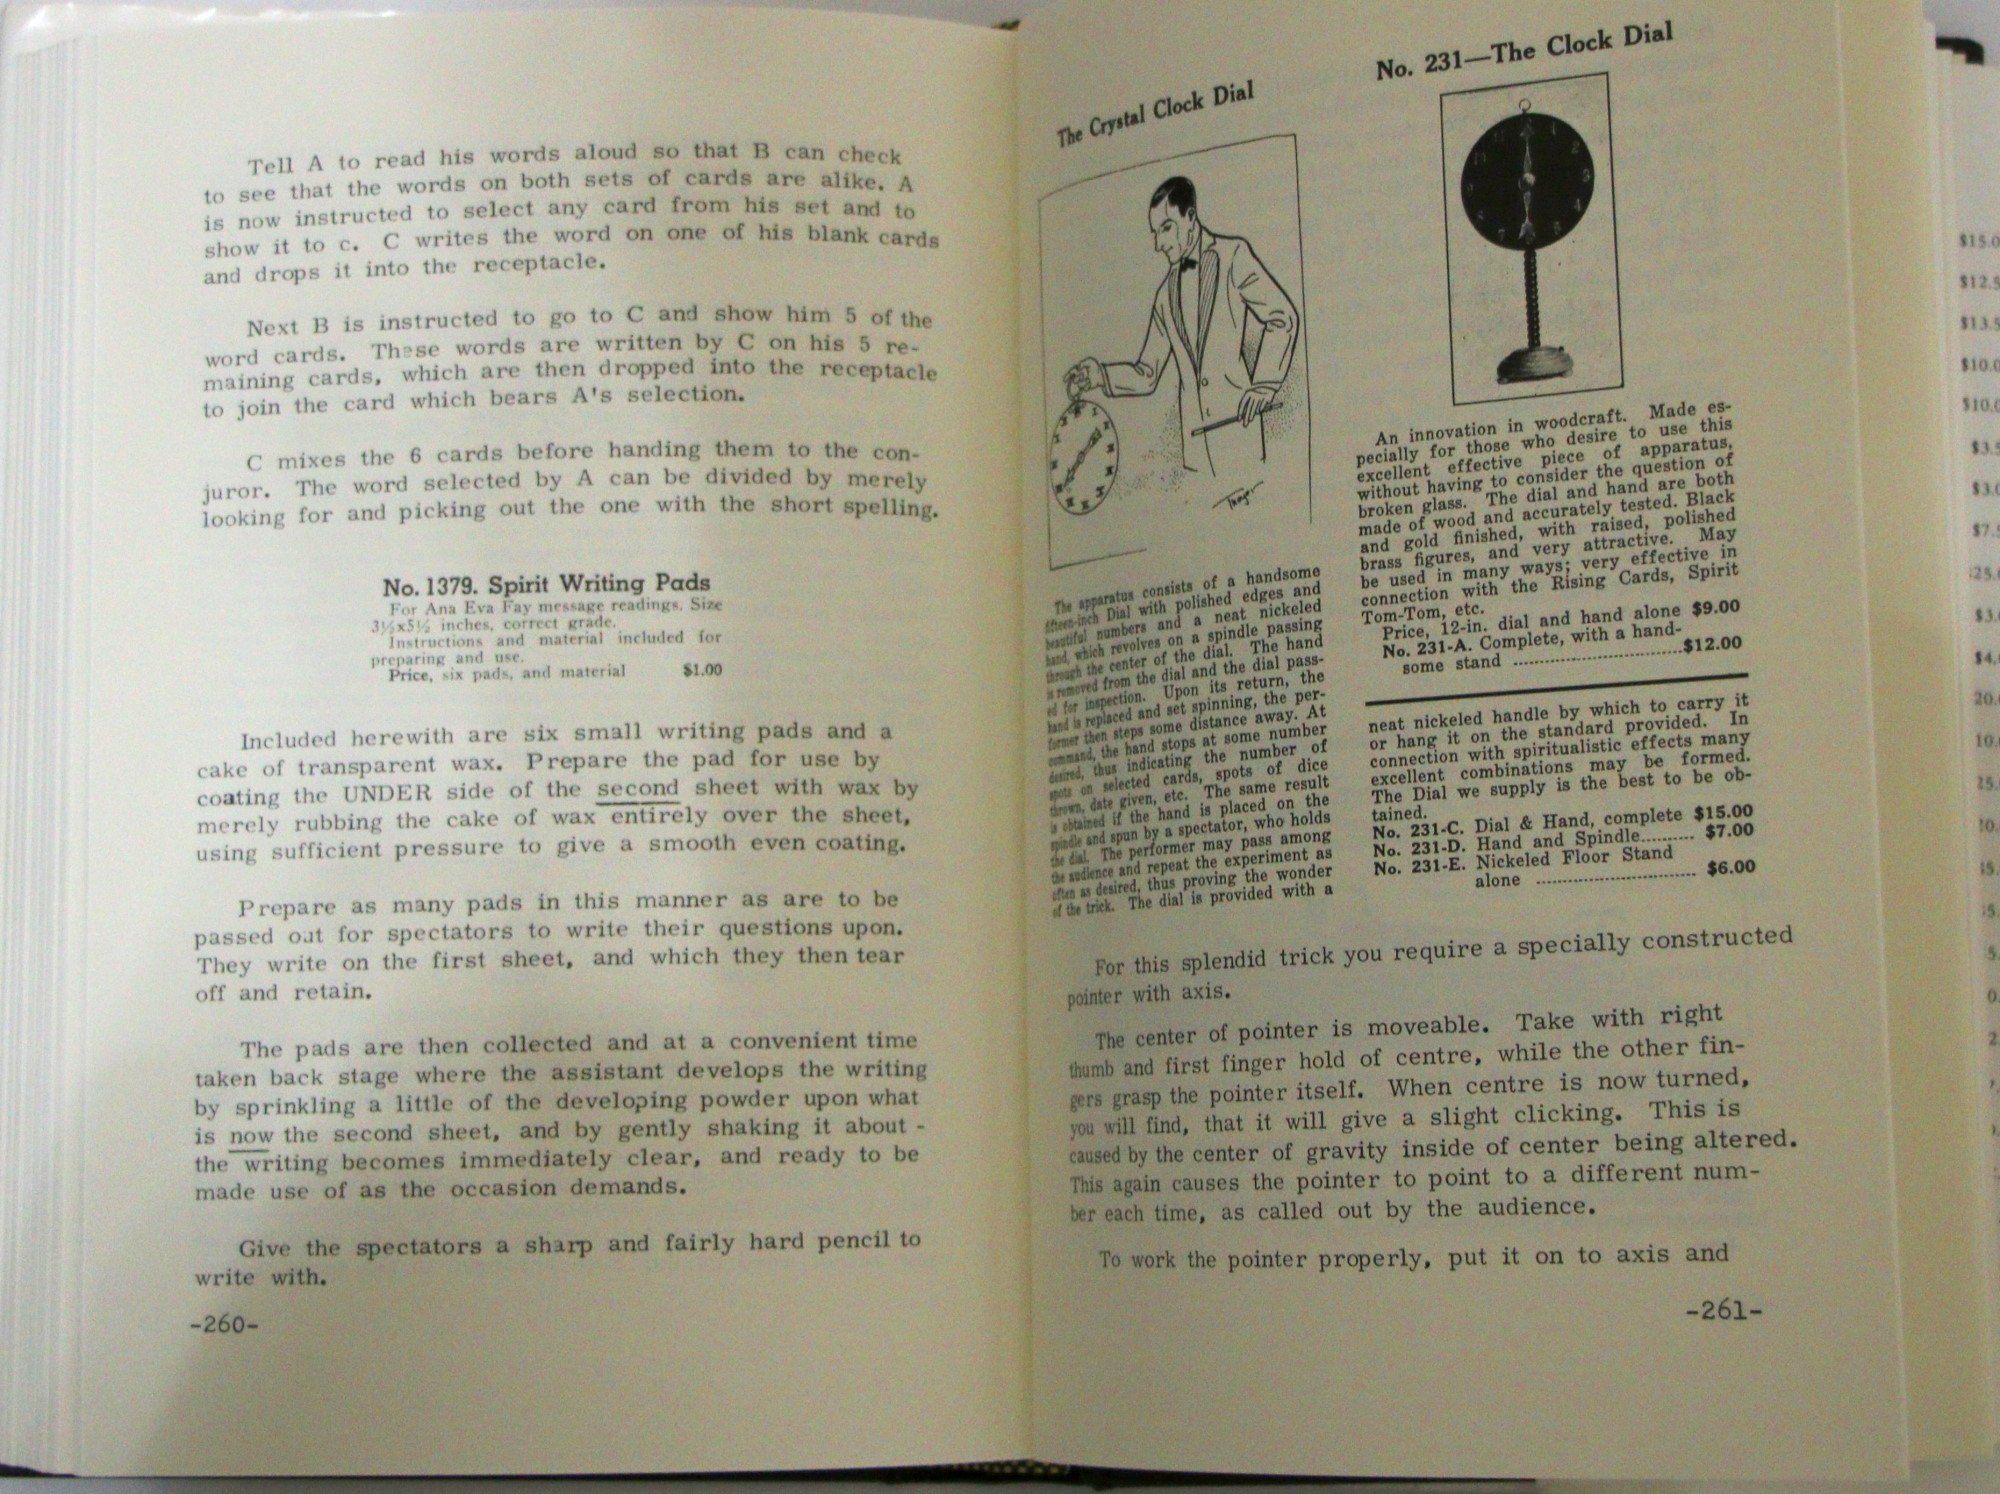 Tell A to read his words aloud so that B can check
to see that the words on both sets of cards are alike. A
is now instructed to select any card from his set and to
show it to c. C writes the word on one of his blank cards
and drops it into the receptacle.
Next B is instructed to go to C and show him 5 of the
word cards. These words are written by C on his 5 re-
maining cards, which are then dropped into the receptacle
to join the card which bears A's selection.
C mixes the 6 cards before handing them to the con-
juror. The word selected by A can be divided by merely
looking for and picking out the one with the short spelling.
No. 1379. Spirit Writing Pads
For Ana Eva Fay message readings. Size
3½x5½ inches, correct grade.
Instructions and material included for
preparing and use.
Price, six pads, and material $1.00
Included herewith are six small writing pads and a
cake of transparent wax. Prepare the pad for use by
coating the UNDER side of the second sheet with wax by
merely rubbing the cake of wax entirely over the sheet,
using sufficient pressure to give a smooth even coating.
Prepare as many pads in this manner as are to be
passed out for spectators to write their questions upon.
They write on the first sheet, and which they then tear
off and retain.
The pads are then collected and at a convenient time
taken back stage where the assistant develops the writing
by sprinkling a little of the developing powder upon what
is now the second sheet, and by gently shaking it about -
the writing becomes immediately clear, and ready to be
made use of as the occasion demands.
Give the spectators a sharp and fairly hard pencil to
write with.
-260-
The Crystal Clock Dial
The apparatus consists of a handsome
fifteen-inch Dial with polished edges and
beautiful numbers and a neat nickeled
hand, which revolves on a spindle passing
through the center of the dial. The hand
is removed from the dial and the dial pass-
ed for inspection. Upon its return, the
hand is replaced and set spinning, the per-
former then steps some distance away. At
command, the hand stops at some number
desired, thus indicating the number of
spots on selected cards, spots of dice
thrown, date given, etc. The same result
is obtained if the hand is placed on the
spindle and spun by a spectator, who holds
the dial. The performer may pass among
the audience and repeat the experiment as
often as desired, thus proving the wonder
of the trick. The dial is provided with a
No. 231—The Clock Dial
An innovation in woodcraft. Made es-
pecially for those who desire to use this
excellent effective piece of apparatus,
without having to consider the question of
broken glass. The dial and hand are both
made of wood and accurately tested. Black
and gold finished, with raised, polished
brass figures, and very attractive. May
be used in many ways; very effective in
connection with the Rising Cards, Spirit
Tom-Tom, etc.
Price, 12-in. dial and hand alone $9.00
No. 231-A. Complete, with a hand-
some stand ..............................$12.00
neat nickeled handle by which to carry it
or hang it on the standard provided. In
connection with spiritualistic effects many
excellent combinations may be formed.
The Dial we supply is the best to be ob-
tained.
No. 231-C. Dial & Hand, complete $15.00
No. 231-D. Hand and Spindle.......... $7.00
No. 231-E. Nickeled Floor Stand
alone .............................. $6.00
For this splendid trick you require a specially constructed
pointer with axis.
The center of pointer is moveable. Take with right
thumb and first finger hold of centre, while the other fin-
gers grasp the pointer itself. When centre is now turned,
you will find, that it will give a slight clicking. This is
caused by the center of gravity inside of center being altered.
This again causes the pointer to point to a different num-
ber each time, as called out by the audience.
To work the pointer properly, put it on to axis and
-261-